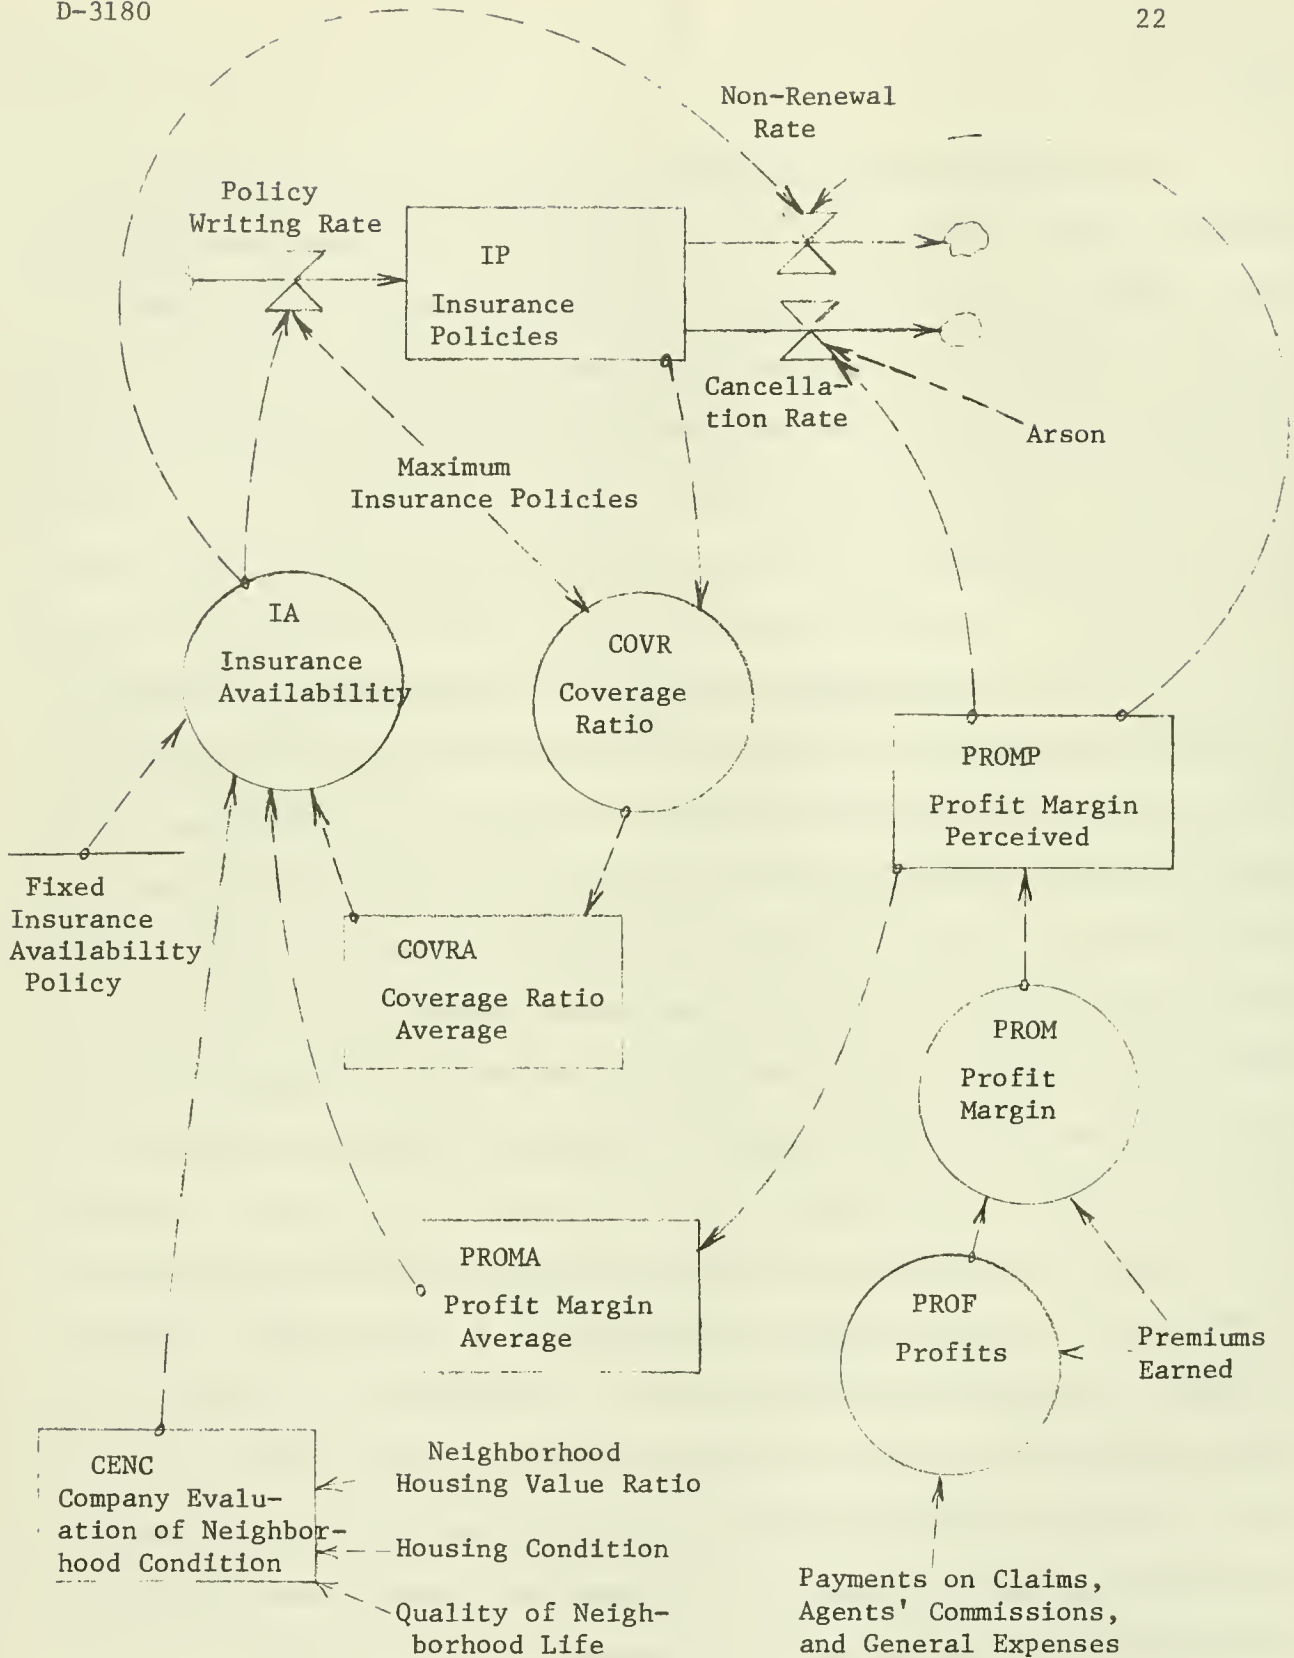 D-3180
22
Non-Renewal
Rate
Policy
Writing Rate
IP
Insurance
Policies
Cancella-
tion Rate
Arson
Maximum
Insurance Policies
IA
Insurance
Availability
COVR
Coverage
Ratio
PROMP
Profit Margin
Perceived
Fixed
Insurance
Availability
Policy
COVRA
Coverage Ratio
Average
PROM
Profit
Margin
PROMA
Profit Margin
Average
PROF
Profits
Premiums
Earned
CENC
Company Evalu-
ation of Neighbor-
hood Condition
Neighborhood
Housing Value Ratio
Housing Condition
Quality of Neigh-
borhood Life
Payments on Claims,
Agents' Commissions,
and General Expenses